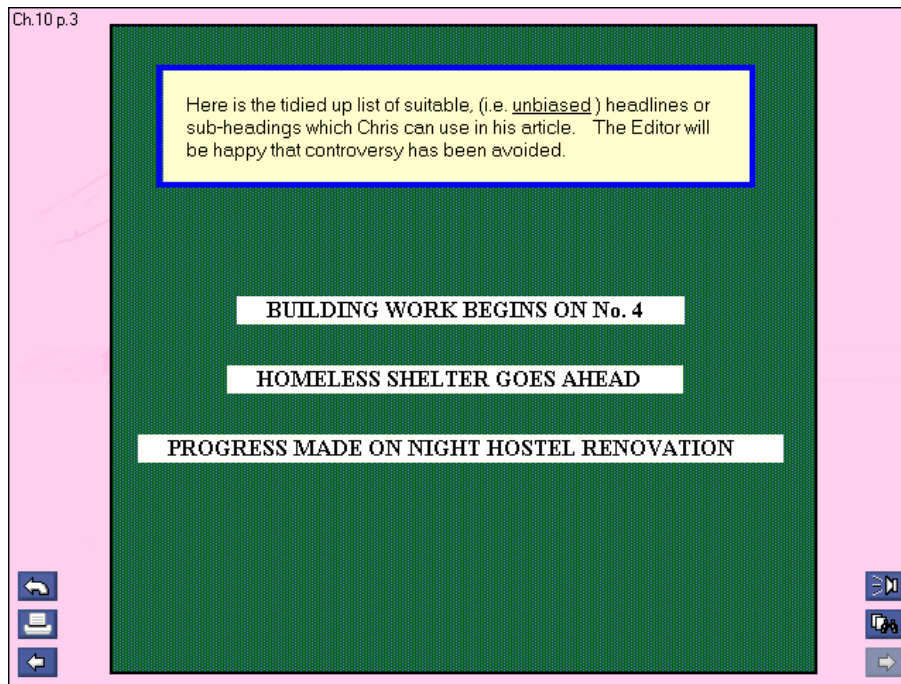 Ch.10 p.3
Here is the tidied up list of suitable, (i.e. unbiased ) headlines or
sub-headings which Chris can use in his article. The Editor will
be happy that controversy has been avoided.
BUILDING WORK BEGINS ON No. 4
HOMELESS SHELTER GOES AHEAD
PROGRESS MADE ON NIGHT HOSTEL RENOVATION